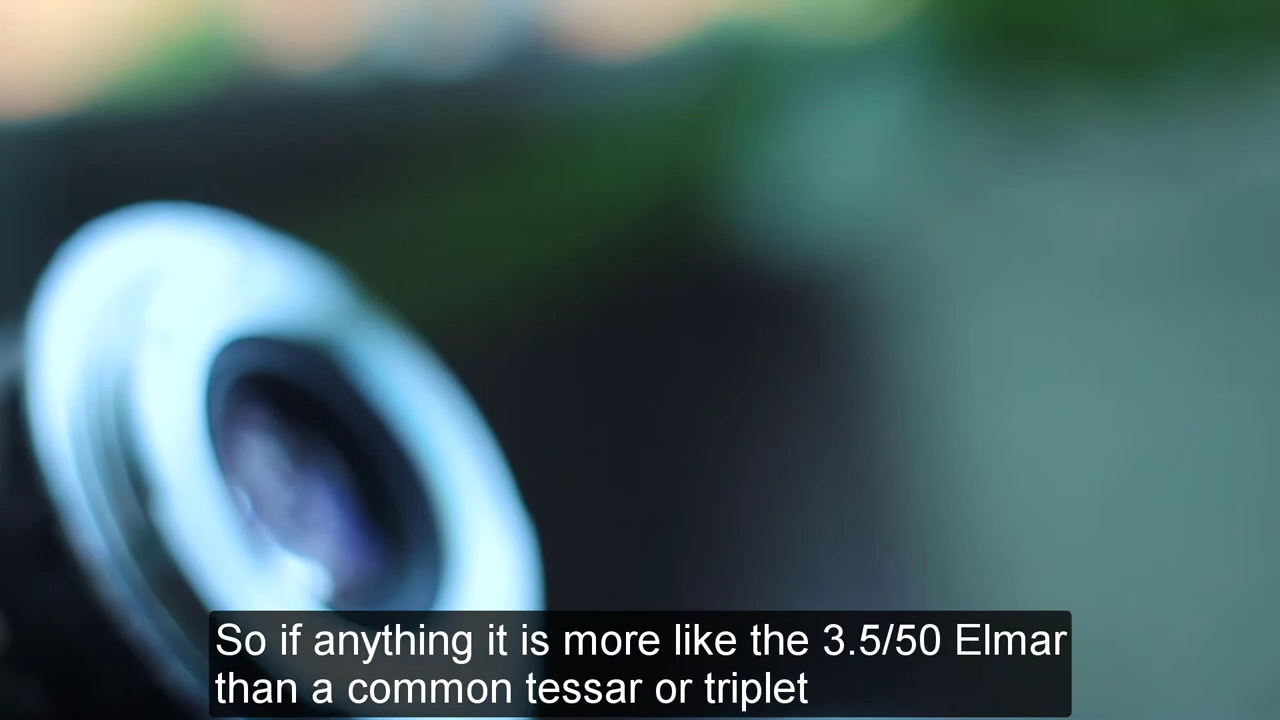 So if anything it is more like the 3.5/50 Elmar
than a common tessar or triplet